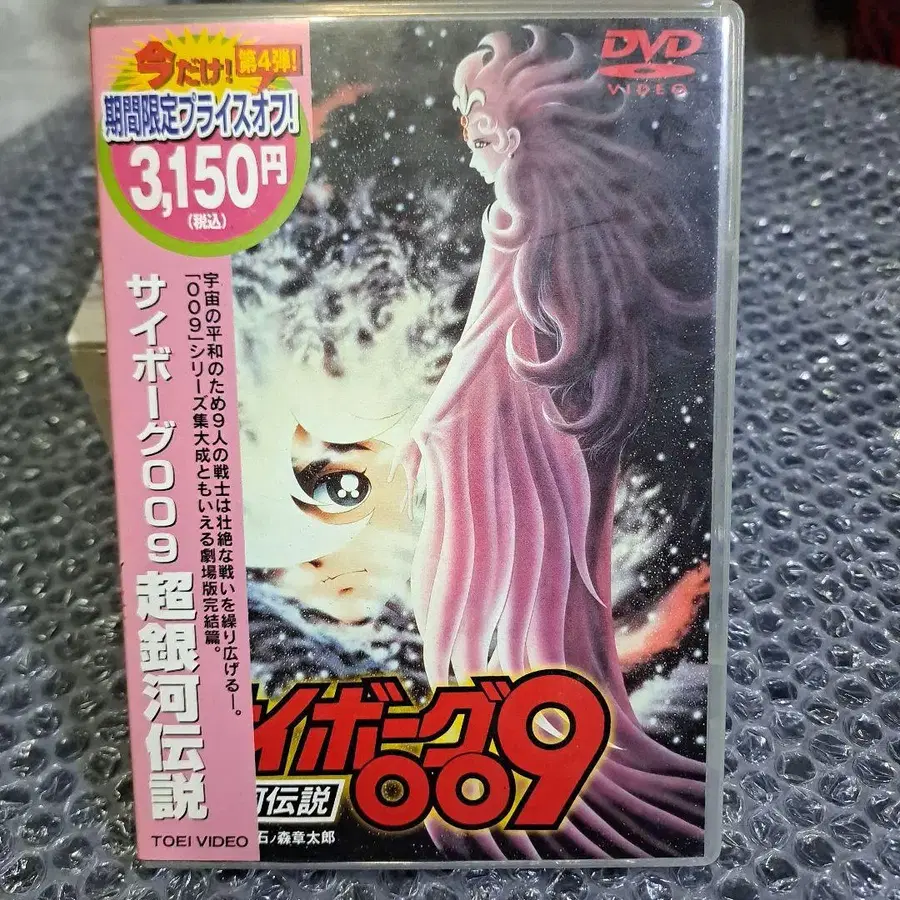 今だけ!
第4弾!
期間限定プライスオフ!
3,150円
(税込)
DVD
VIDEO
宇宙の平和のため9人の戦士は壮絶な戦いを繰り広げるー。
「009」シリーズ集大成ともいえる劇場版完結篇。
サイボーグ009 超銀河伝説
イボーグ
009
河伝説
石ノ森章太郎
TOEI VIDEO